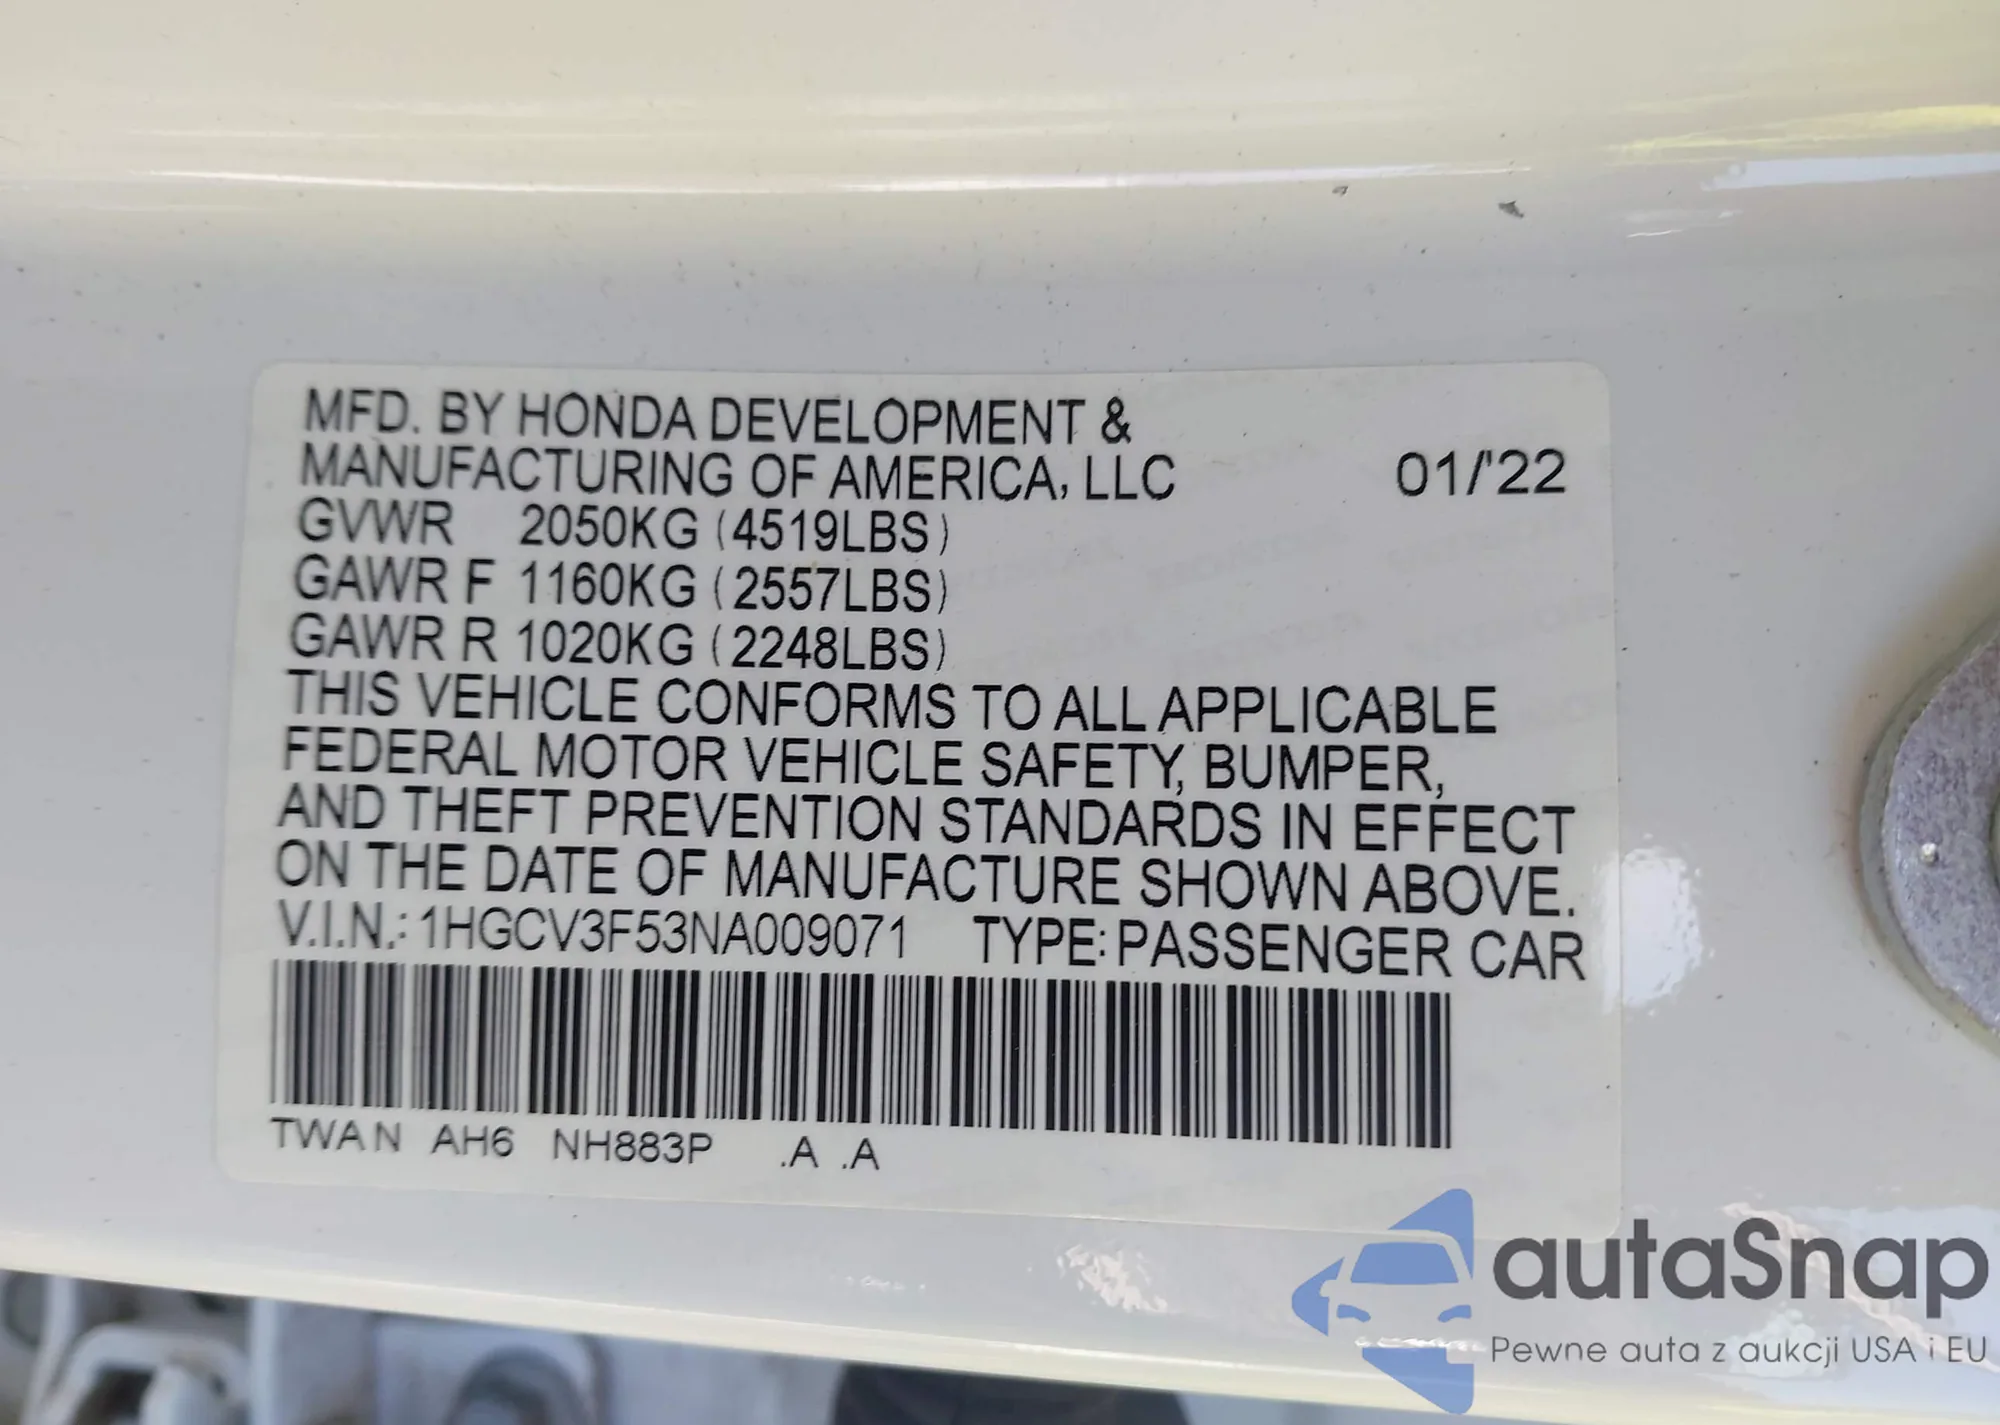 MFD. BY HONDA DEVELOPMENT &
MANUFACTURING OF AMERICA, LLC 01/'22
GVWR 2050KG (4519LBS)
GAWR F 1160KG (2557LBS)
GAWR R 1020KG (2248LBS)
THIS VEHICLE CONFORMS TO ALL APPLICABLE
FEDERAL MOTOR VEHICLE SAFETY, BUMPER,
AND THEFT PREVENTION STANDARDS IN EFFECT
ON THE DATE OF MANUFACTURE SHOWN ABOVE.
V.I.N.: 1HGCV3F53NA009071 TYPE: PASSENGER CAR
TWAN AH6 NH883P .A .A
autaSnap
Pewne auta z aukcji USA i EU